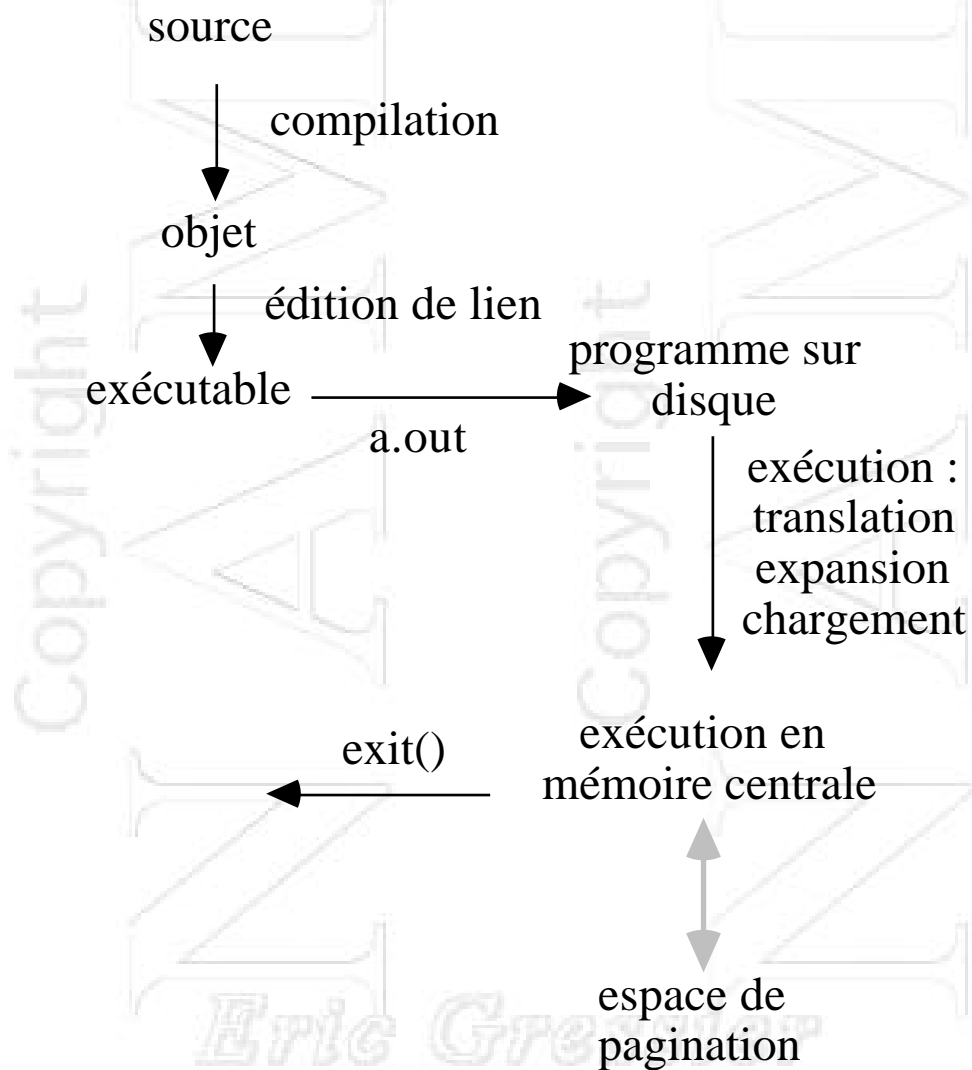 source
compilation
objet
édition de lien
exécutable
a.out
programme sur
disque
exécution :
translation
expansion
chargement
exécution en
mémoire centrale
exit()
espace de
pagination
Copyright
Copyright
Eric Gressier